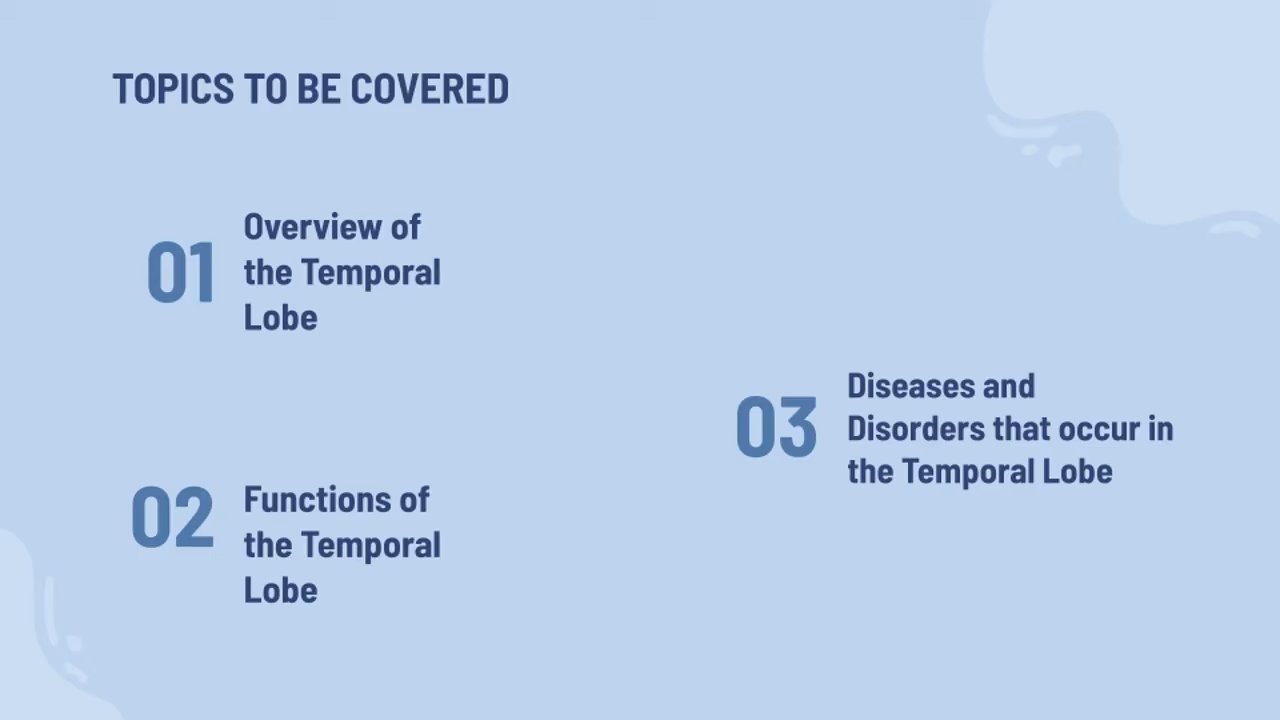 TOPICS TO BE COVERED
01
Overview of
the Temporal
Lobe
02
Functions of
the Temporal
Lobe
03
Diseases and
Disorders that occur in
the Temporal Lobe